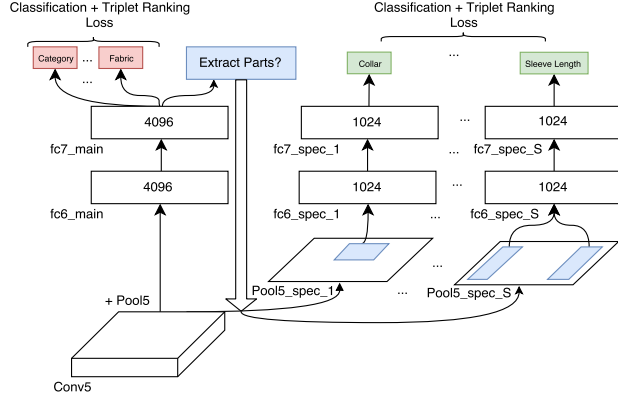 Classification + Triplet Ranking
Loss
Classification + Triplet Ranking
Loss
Category
...
Fabric
...
Extract Parts?
Collar
...
Sleeve Length
4096
fc7_main
1024
fc7_spec_1
...
...
1024
fc7_spec_S
4096
fc6_main
1024
fc6_spec_1
...
...
1024
fc6_spec_S
+ Pool5
Pool5_spec_1
...
...
Pool5_spec_S
Conv5